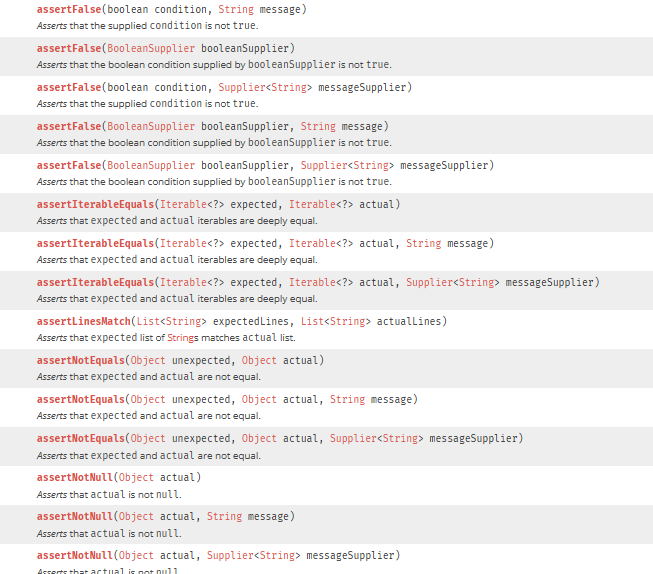 assertFalse(boolean condition, String message)
Asserts that the supplied condition is not true.
assertFalse(BooleanSupplier booleanSupplier)
Asserts that the boolean condition supplied by booleanSupplier is not true.
assertFalse(boolean condition, Supplier<String> messageSupplier)
Asserts that the supplied condition is not true.
assertFalse(BooleanSupplier booleanSupplier, String message)
Asserts that the boolean condition supplied by booleanSupplier is not true.
assertFalse(BooleanSupplier booleanSupplier, Supplier<String> messageSupplier)
Asserts that the boolean condition supplied by booleanSupplier is not true.
assertIterableEquals(Iterable<?> expected, Iterable<?> actual)
Asserts that expected and actual iterables are deeply equal.
assertIterableEquals(Iterable<?> expected, Iterable<?> actual, String message)
Asserts that expected and actual iterables are deeply equal.
assertIterableEquals(Iterable<?> expected, Iterable<?> actual, Supplier<String> messageSupplier)
Asserts that expected and actual iterables are deeply equal.
assertLinesMatch(List<String> expectedLines, List<String> actualLines)
Asserts that expected list of Strings matches actual list.
assertNotEquals(Object unexpected, Object actual)
Asserts that expected and actual are not equal.
assertNotEquals(Object unexpected, Object actual, String message)
Asserts that expected and actual are not equal.
assertNotEquals(Object unexpected, Object actual, Supplier<String> messageSupplier)
Asserts that expected and actual are not equal.
assertNotNull(Object actual)
Asserts that actual is not null.
assertNotNull(Object actual, String message)
Asserts that actual is not null.
assertNotNull(Object actual, Supplier<String> messageSupplier)
Asserts that actual is not null.